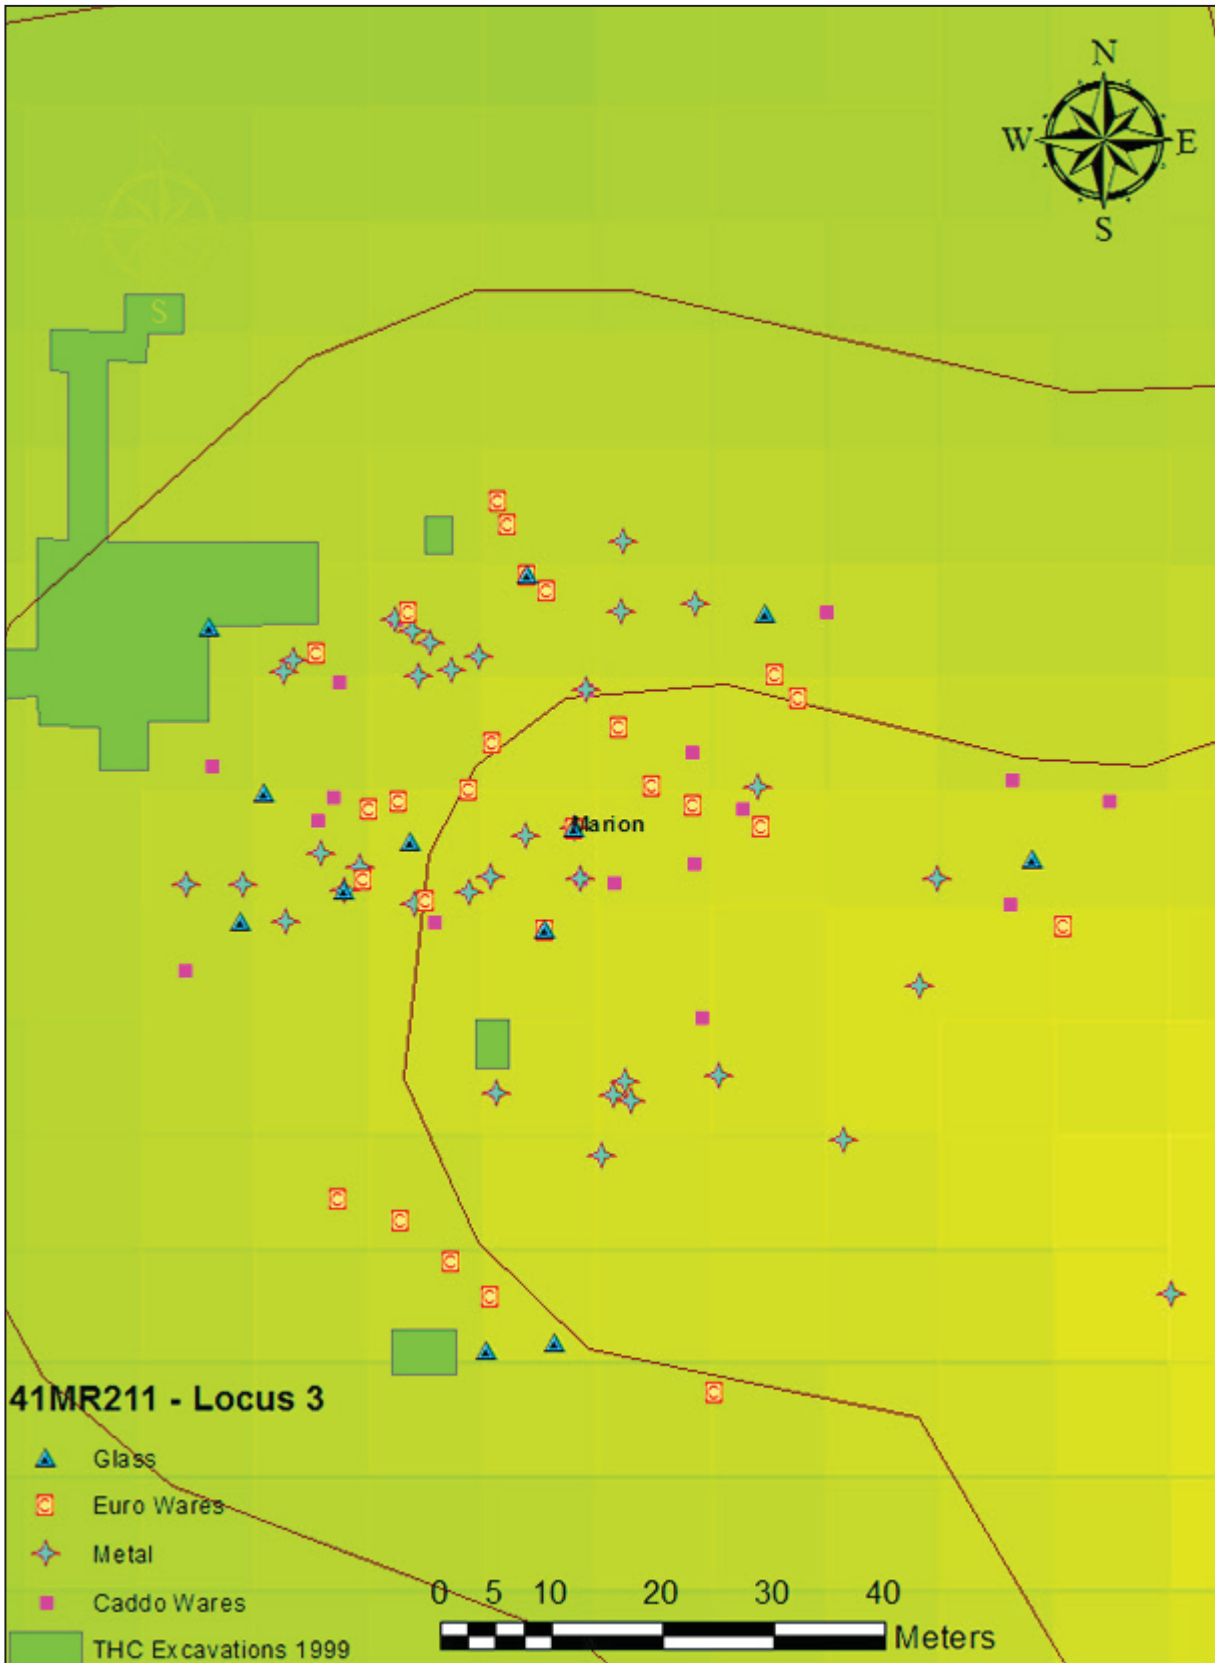 N
W E
S
S
Marion
41MR211 - Locus 3
Glass
Euro Wares
Metal
Caddo Wares
THC Excavations 1999
0 5 10 20 30 40
Meters